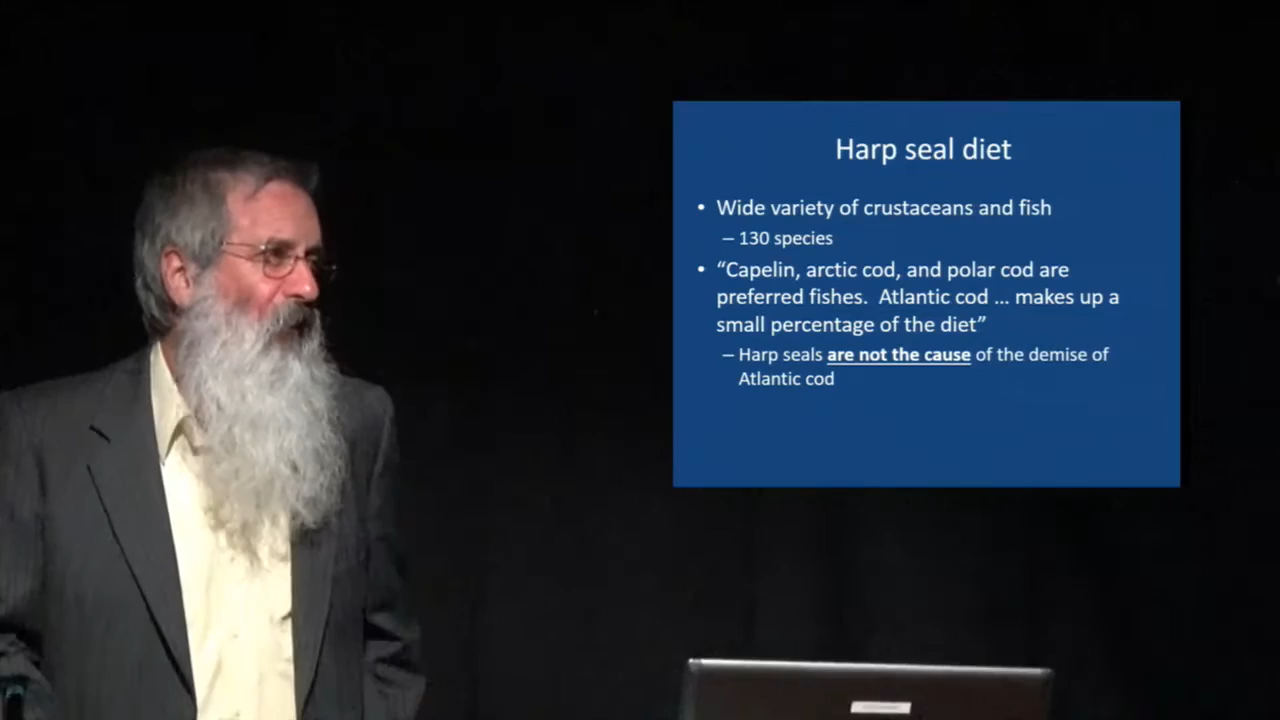 Harp seal diet
• Wide variety of crustaceans and fish
– 130 species
• “Capelin, arctic cod, and polar cod are
preferred fishes.  Atlantic cod ... makes up a
small percentage of the diet”
– Harp seals are not the cause of the demise of
Atlantic cod